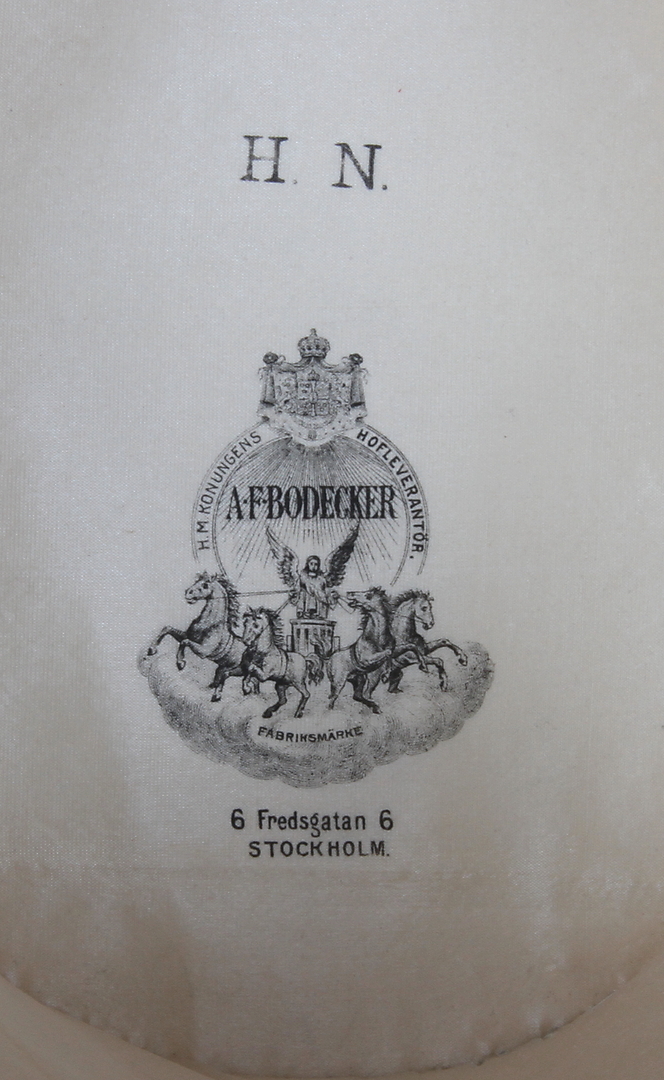 H. N.
H.M KONUNGENS HOFLEVERANTÖR.
A·F·BODECKER
FABRIKSMÄRKE
6 Fredsgatan 6
STOCKHOLM.